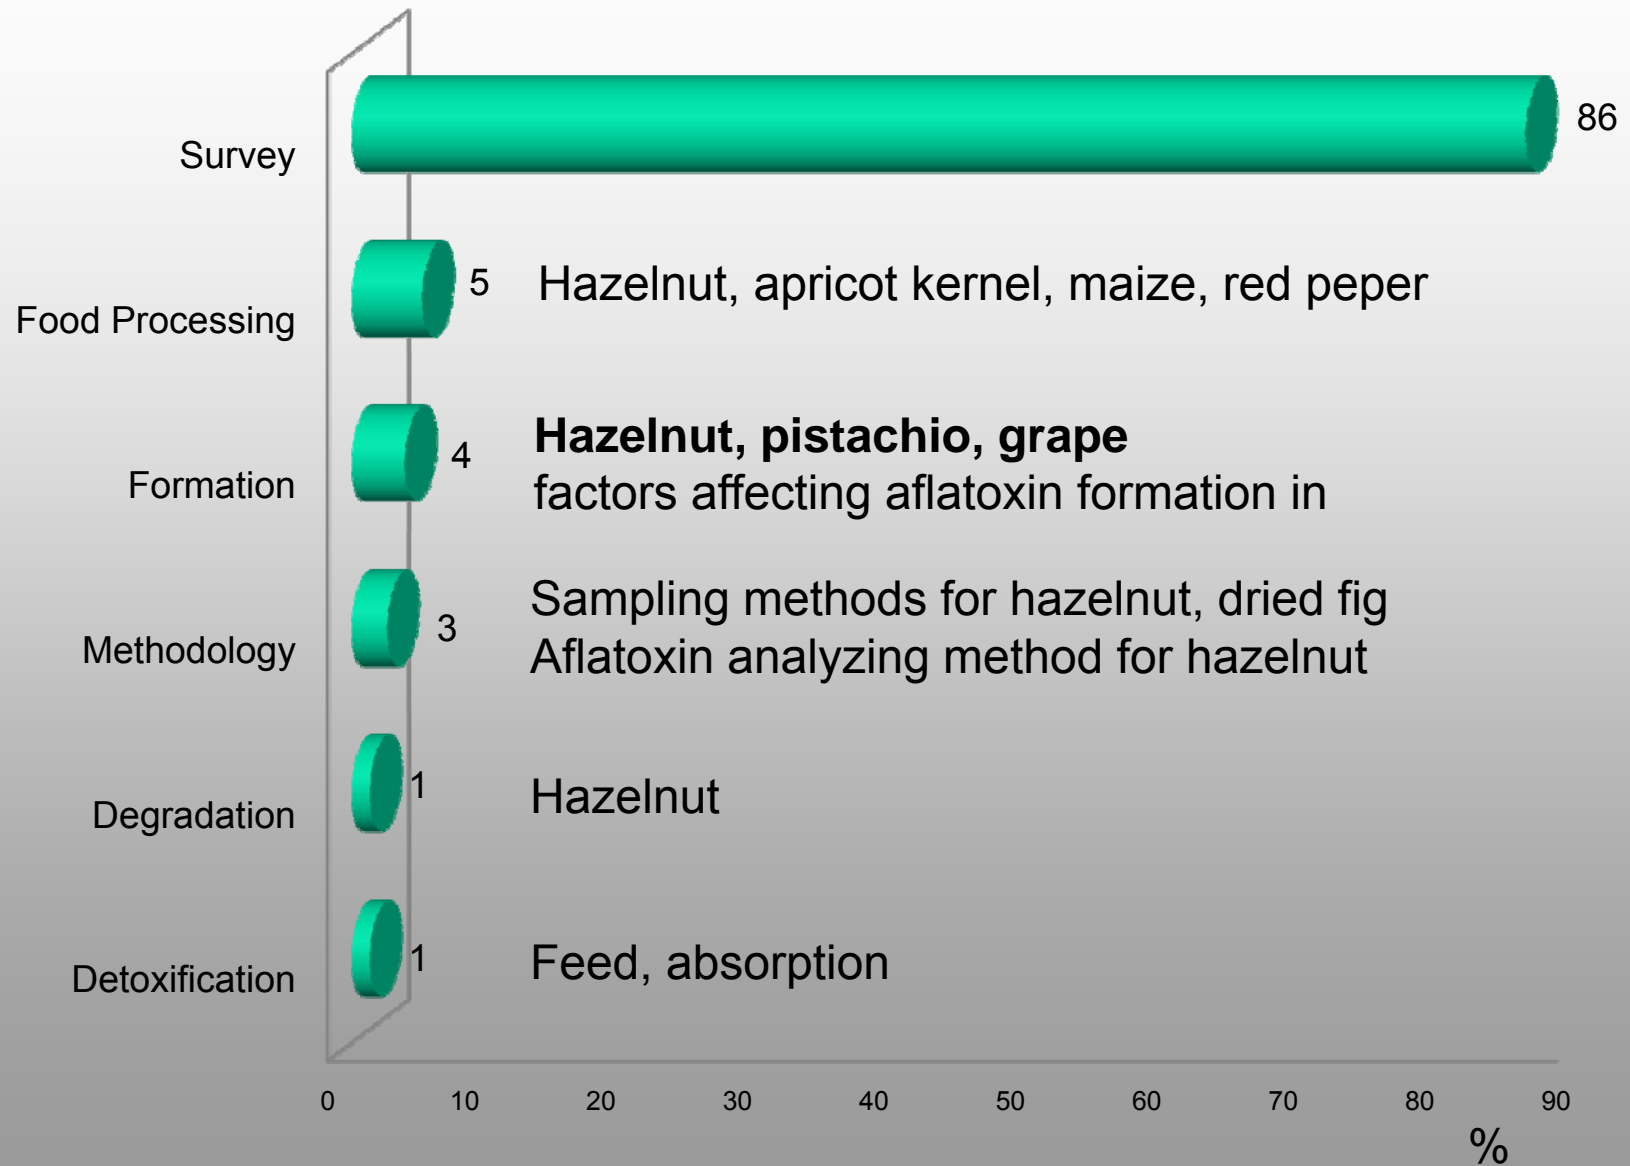 Survey
86
Food Processing
5
Hazelnut, apricot kernel, maize, red peper
Formation
4
Hazelnut, pistachio, grape
factors affecting aflatoxin formation in
Methodology
3
Sampling methods for hazelnut, dried fig
Aflatoxin analyzing method for hazelnut
Degradation
1
Hazelnut
Detoxification
1
Feed, absorption
0 10 20 30 40 50 60 70 80 90
%